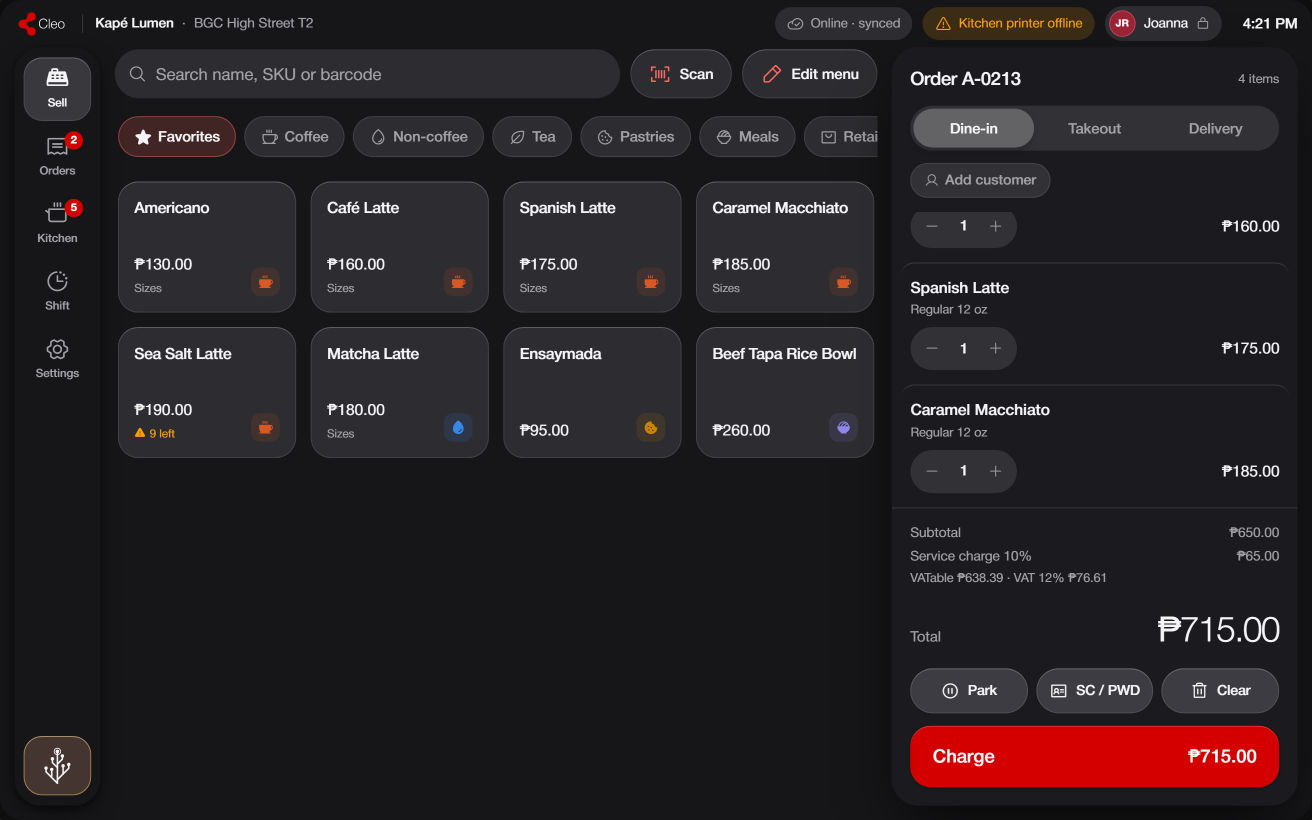 Cleo
Kapé Lumen · BGC High Street T2
Online · synced
Kitchen printer offline
JR
Joanna
4:21 PM
Sell
Orders
2
Kitchen
5
Shift
Settings
Search name, SKU or barcode
Scan
Edit menu
Favorites
Coffee
Non-coffee
Tea
Pastries
Meals
Retai
Americano
₱130.00
Sizes
Café Latte
₱160.00
Sizes
Spanish Latte
₱175.00
Sizes
Caramel Macchiato
₱185.00
Sizes
Sea Salt Latte
₱190.00
9 left
Matcha Latte
₱180.00
Sizes
Ensaymada
₱95.00
Beef Tapa Rice Bowl
₱260.00
Order A-0213
4 items
Dine-in
Takeout
Delivery
Add customer
− 1 + ₱160.00
Spanish Latte
Regular 12 oz
− 1 + ₱175.00
Caramel Macchiato
Regular 12 oz
− 1 + ₱185.00
Subtotal ₱650.00
Service charge 10% ₱65.00
VATable ₱638.39 · VAT 12% ₱76.61
Total ₱715.00
Park
SC / PWD
Clear
Charge ₱715.00